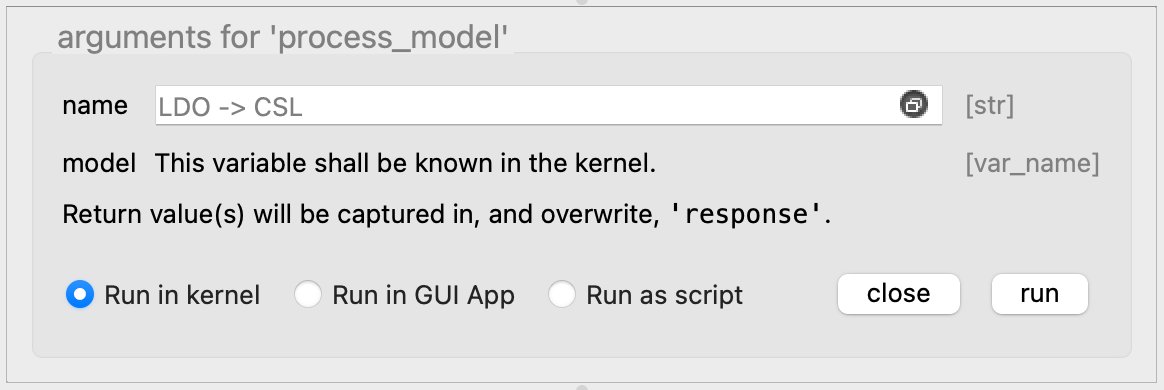 arguments for 'process_model'
name LDO -> CSL [str]
model This variable shall be known in the kernel. [var_name]
Return value(s) will be captured in, and overwrite, 'response'.
Run in kernel Run in GUI App Run as script close run